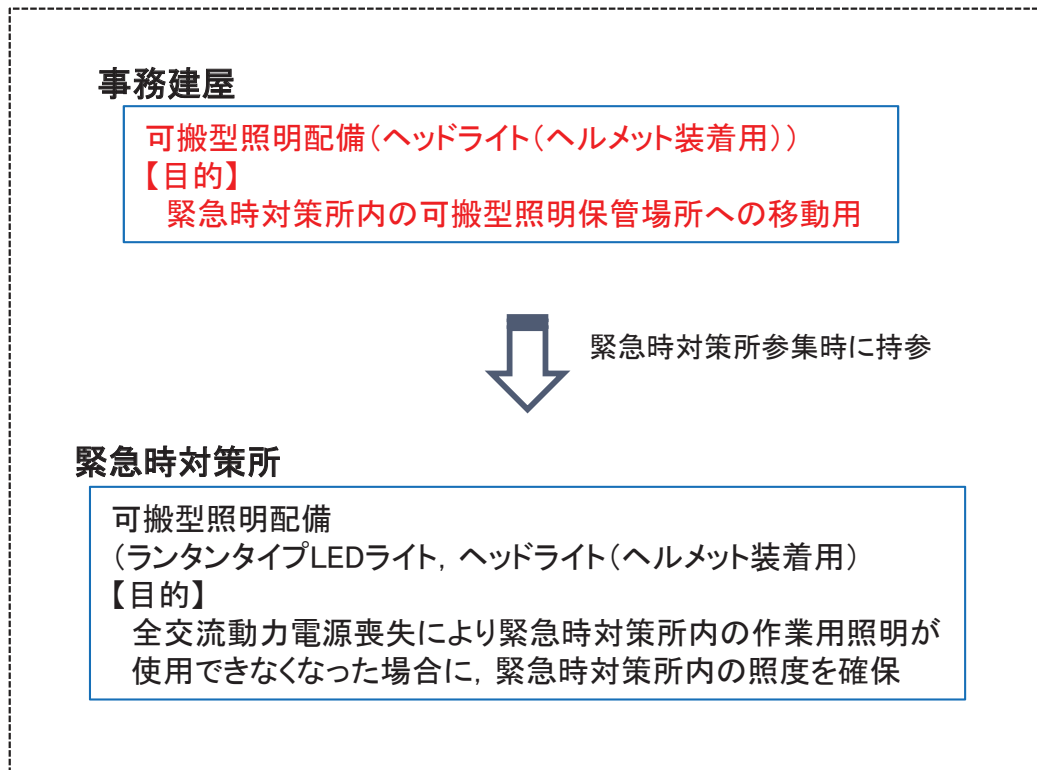 事務建屋
可搬型照明配備(ヘッドライト(ヘルメット装着用))
【目的】
緊急時対策所内の可搬型照明保管場所への移動用
緊急時対策所参集時に持参
緊急時対策所
可搬型照明配備
(ランタンタイプLEDライト,ヘッドライト(ヘルメット装着用)
【目的】
全交流動力電源喪失により緊急時対策所内の作業用照明が
使用できなくなった場合に,緊急時対策所内の照度を確保